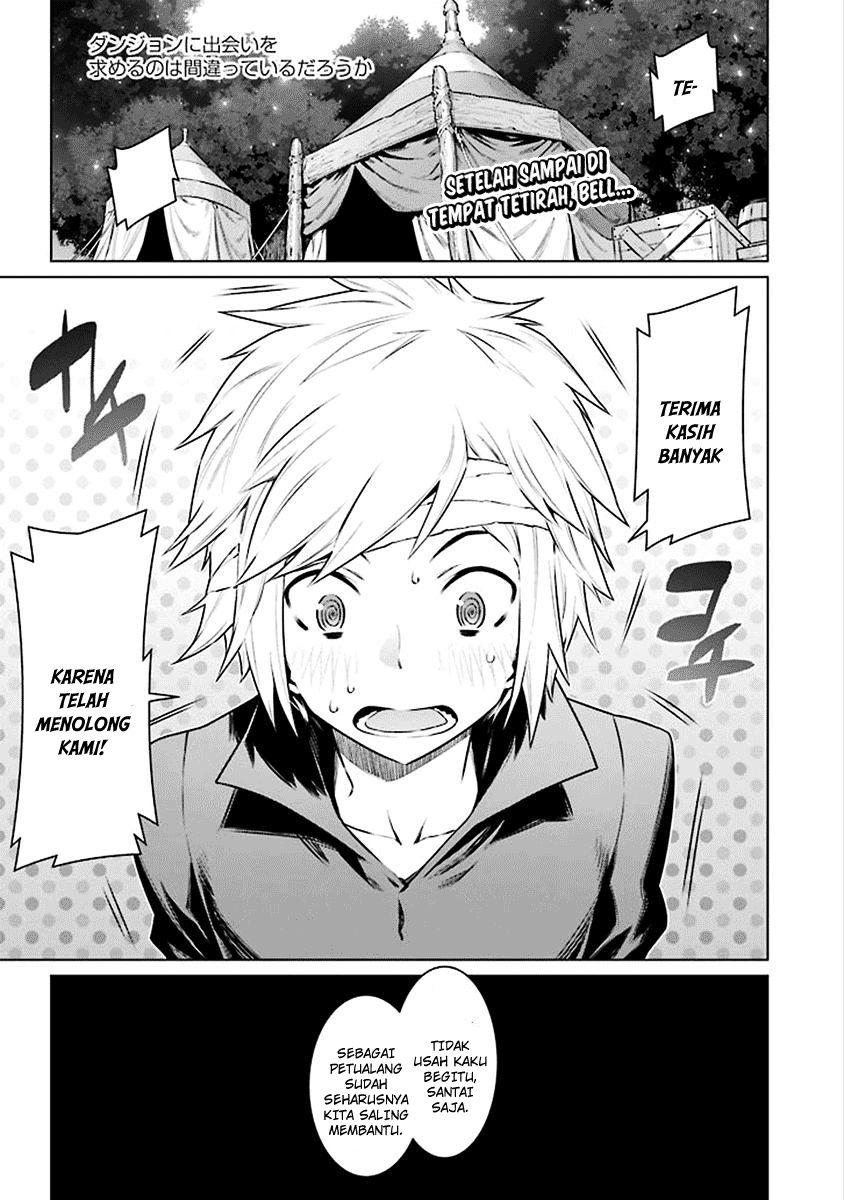 ダンジョンに出会いを
求めるのは間違っているだろうか
TE-
SETELAH SAMPAI DI
TEMPAT TETIRAH, BELL...
TERIMA
KASIH
BANYAK
ガチ
コチ
KARENA
TELAH
MENOLONG
KAMI!
TIDAK
USAH KAKU
BEGITU,
SANTAI
SAJA.
SEBAGAI
PETUALANG
SUDAH
SEHARUSNYA
KITA SALING
MEMBANTU.